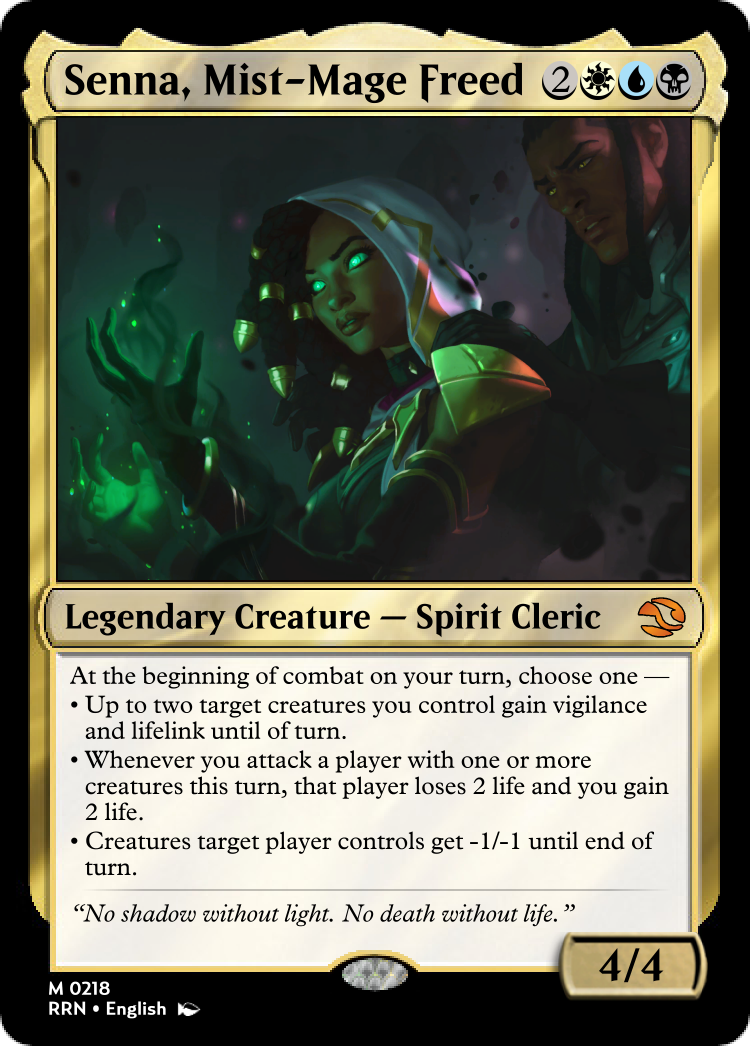 Senna, Mist-Mage Freed 2
Legendary Creature — Spirit Cleric
At the beginning of combat on your turn, choose one —
• Up to two target creatures you control gain vigilance
and lifelink until of turn.
• Whenever you attack a player with one or more
creatures this turn, that player loses 2 life and you gain
2 life.
• Creatures target player controls get -1/-1 until end of
turn.
“No shadow without light. No death without life.”
4/4
M 0218
RRN • English